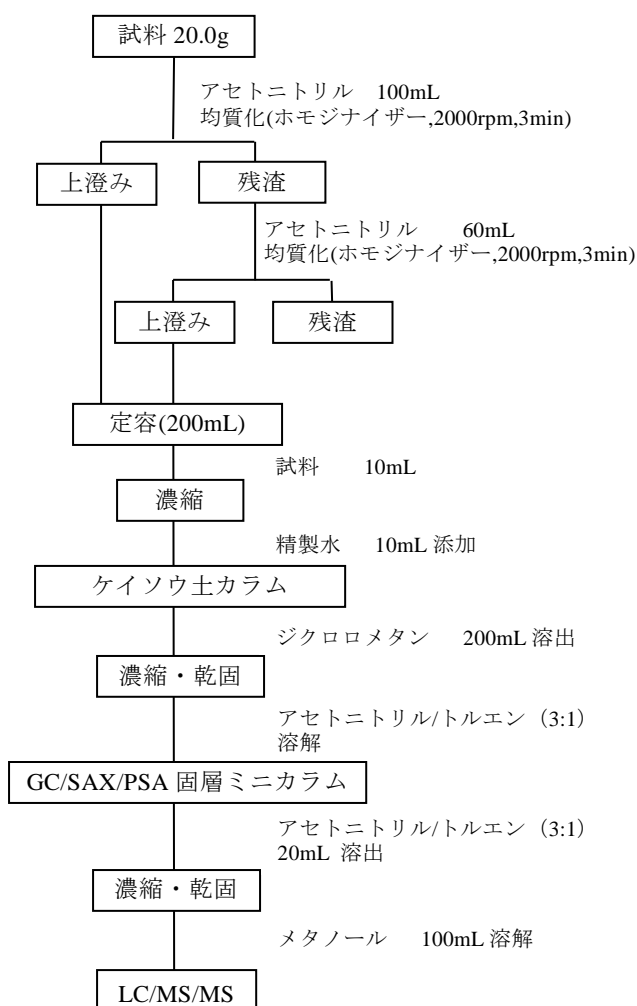 試料 20.0g
アセトニトリル 100mL
均質化(ホモジナイザー,2000rpm,3min)
上澄み
残渣
アセトニトリル 60mL
均質化(ホモジナイザー,2000rpm,3min)
上澄み
残渣
定容(200mL)
試料 10mL
濃縮
精製水 10mL 添加
ケイソウ土カラム
ジクロロメタン 200mL 溶出
濃縮・乾固
アセトニトリル/トルエン（3:1）
溶解
GC/SAX/PSA 固層ミニカラム
アセトニトリル/トルエン（3:1）
20mL 溶出
濃縮・乾固
メタノール 100mL 溶解
LC/MS/MS